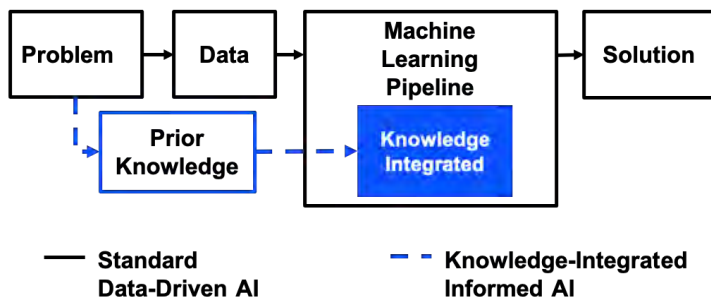 Problem
Data
Machine
Learning
Pipeline
Solution
Prior
Knowledge
Knowledge
Integrated
Standard
Data-Driven AI
Knowledge-Integrated
Informed AI